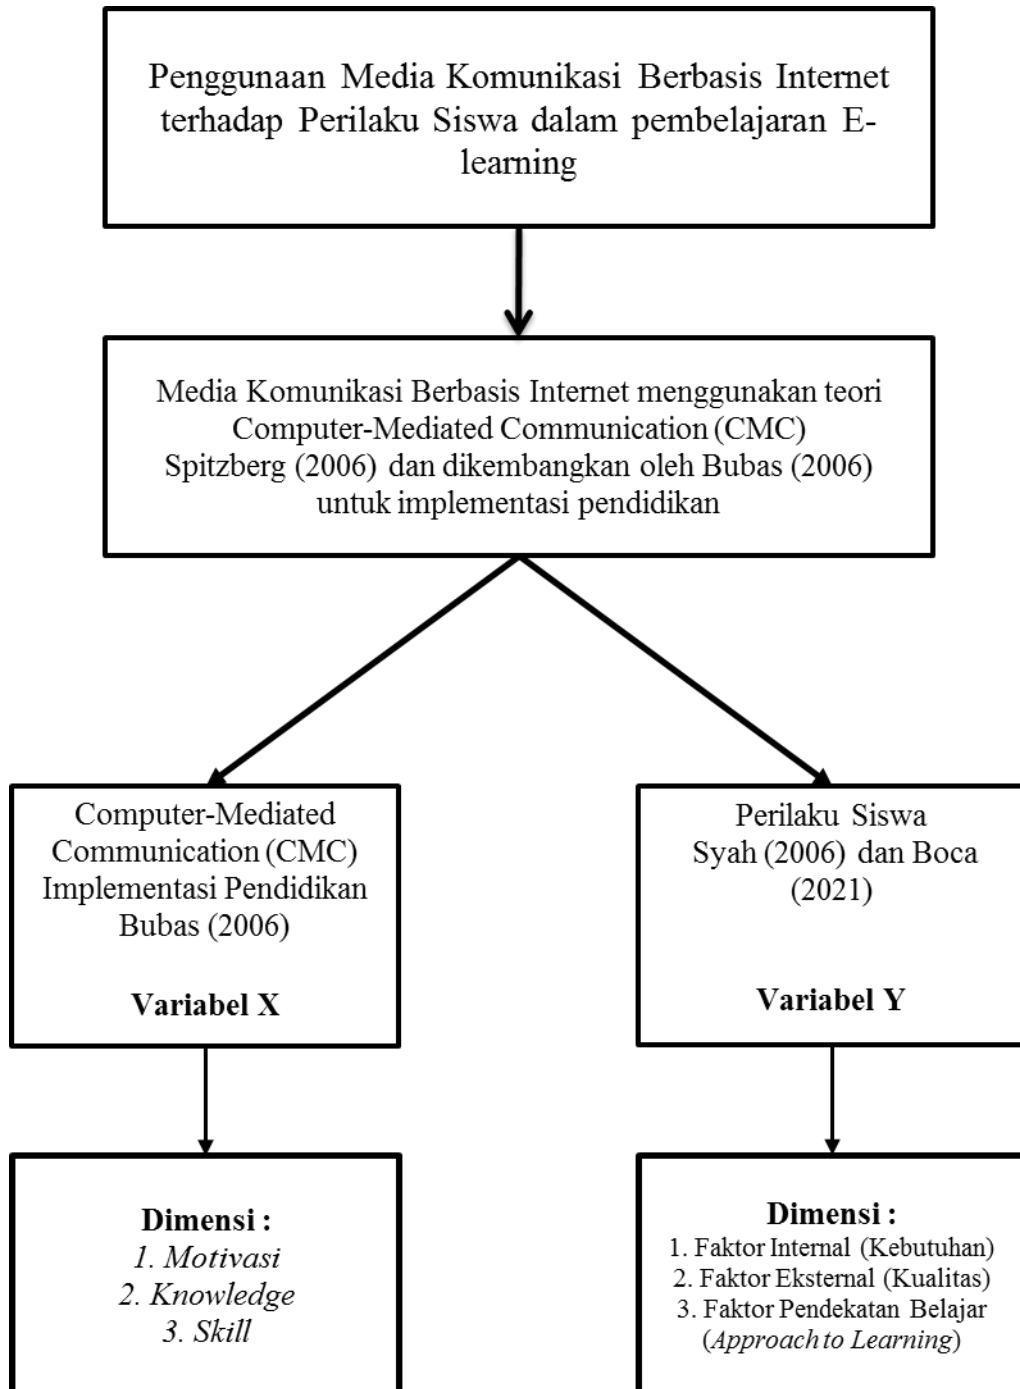 Penggunaan Media Komunikasi Berbasis Internet
terhadap Perilaku Siswa dalam pembelajaran E-
learning
Media Komunikasi Berbasis Internet menggunakan teori
Computer-Mediated Communication (CMC)
Spitzberg (2006) dan dikembangkan oleh Bubas (2006)
untuk implementasi pendidikan
Computer-Mediated
Communication (CMC)
Implementasi Pendidikan
Bubas (2006)
Variabel X
Perilaku Siswa
Syah (2006) dan Boca
(2021)
Variabel Y
Dimensi :
1. Motivasi
2. Knowledge
3. Skill
Dimensi :
1. Faktor Internal (Kebutuhan)
2. Faktor Eksternal (Kualitas)
3. Faktor Pendekatan Belajar
(Approach to Learning)